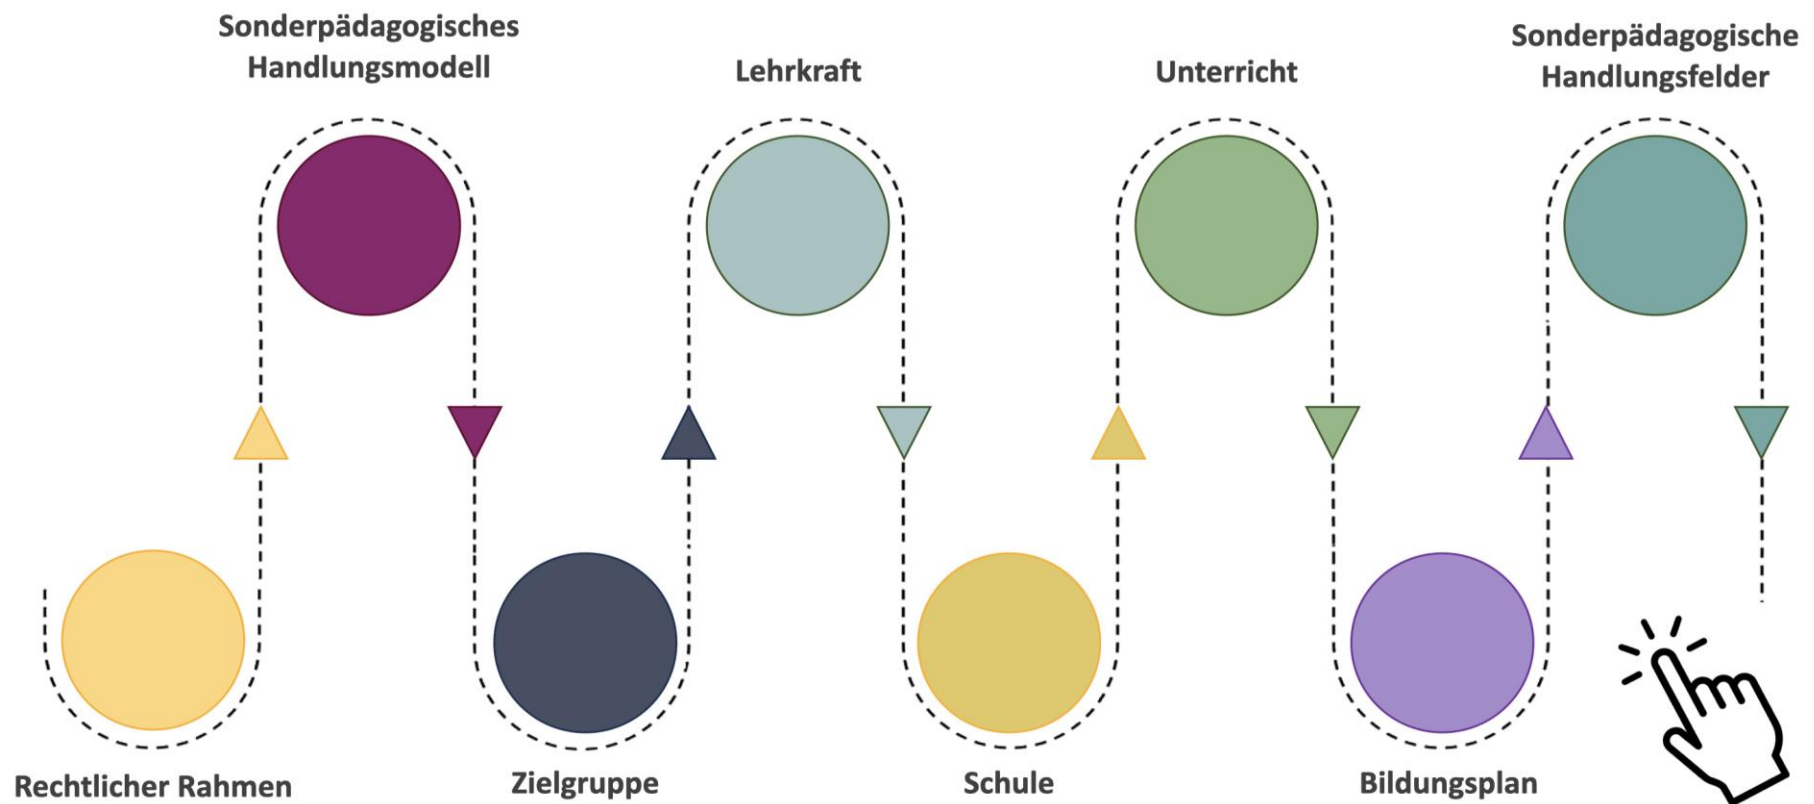 Sonderpädagogisches
Handlungsmodell
Lehrkraft
Unterricht
Sonderpädagogische
Handlungsfelder
Rechtlicher Rahmen
Zielgruppe
Schule
Bildungsplan